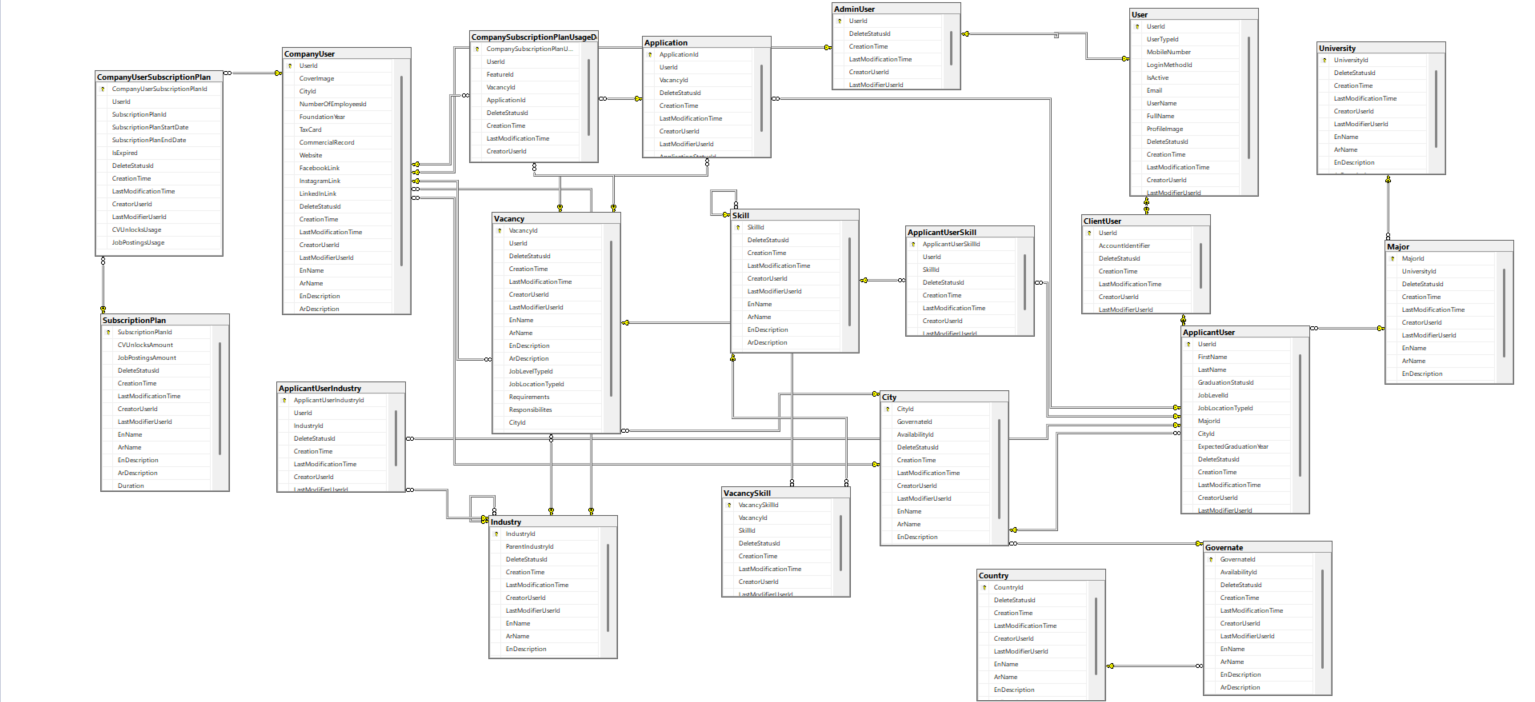 CompanyUserSubscriptionPlan
CompanyUserSubscriptionPlanId
UserId
SubscriptionPlanId
SubscriptionPlanStartDate
SubscriptionPlanEndDate
IsExpired
DeleteStatusId
CreationTime
LastModificationTime
CreatorUserId
LastModifierUserId
CVUnlocksUsage
JobPostingsUsage
SubscriptionPlan
SubscriptionPlanId
CVUnlocksAmount
JobPostingsAmount
DeleteStatusId
CreationTime
LastModificationTime
CreatorUserId
LastModifierUserId
EnName
ArName
EnDescription
ArDescription
Duration
CompanyUser
UserId
CoverImage
CityId
NumberOfEmployeesId
FoundationYear
TaxCard
CommercialRecord
Website
FacebookLink
InstagramLink
LinkedInLink
DeleteStatusId
CreationTime
LastModificationTime
CreatorUserId
LastModifierUserId
EnName
ArName
EnDescription
ArDescription
ApplicantUserIndustry
ApplicantUserIndustryId
UserId
IndustryId
DeleteStatusId
CreationTime
LastModificationTime
CreatorUserId
LastModifierUserId
CompanySubscriptionPlanUsageD
CompanySubscriptionPlanU...
UserId
FeatureId
VacancyId
ApplicationId
DeleteStatusId
CreationTime
LastModificationTime
CreatorUserId
Application
ApplicationId
UserId
VacancyId
DeleteStatusId
CreationTime
LastModificationTime
CreatorUserId
LastModifierUserId
ApplicationStatusId
Vacancy
VacancyId
UserId
DeleteStatusId
CreationTime
LastModificationTime
CreatorUserId
LastModifierUserId
EnName
ArName
EnDescription
ArDescription
JobLevelTypeId
JobLocationTypeId
Requirements
Responsibilites
CityId
Industry
IndustryId
ParentIndustryId
DeleteStatusId
CreationTime
LastModificationTime
CreatorUserId
LastModifierUserId
EnName
ArName
EnDescription
Skill
SkillId
DeleteStatusId
CreationTime
LastModificationTime
CreatorUserId
LastModifierUserId
EnName
ArName
EnDescription
ArDescription
VacancySkill
VacancySkillId
VacancyId
SkillId
DeleteStatusId
CreationTime
LastModificationTime
CreatorUserId
LastModifierUserId
AdminUser
UserId
DeleteStatusId
CreationTime
LastModificationTime
CreatorUserId
LastModifierUserId
ApplicantUserSkill
ApplicantUserSkillId
UserId
SkillId
DeleteStatusId
CreationTime
LastModificationTime
CreatorUserId
LastModifierUserId
City
CityId
GovernateId
AvailabilityId
DeleteStatusId
CreationTime
LastModificationTime
CreatorUserId
LastModifierUserId
EnName
ArName
EnDescription
Country
CountryId
DeleteStatusId
CreationTime
LastModificationTime
CreatorUserId
LastModifierUserId
EnName
ArName
EnDescription
User
UserId
UserTypeId
MobileNumber
LoginMethodId
IsActive
Email
UserName
FullName
ProfileImage
DeleteStatusId
CreationTime
LastModificationTime
CreatorUserId
LastModifierUserId
ClientUser
UserId
AccountIdentifier
DeleteStatusId
CreationTime
LastModificationTime
CreatorUserId
LastModifierUserId
ApplicantUser
UserId
FirstName
LastName
GraduationStatusId
JobLevelId
JobLocationTypeId
MajorId
CityId
ExpectedGraduationYear
DeleteStatusId
CreationTime
LastModificationTime
CreatorUserId
LastModifierUserId
Governate
GovernateId
AvailabilityId
DeleteStatusId
CreationTime
LastModificationTime
CreatorUserId
LastModifierUserId
EnName
ArName
EnDescription
ArDescription
University
UniversityId
DeleteStatusId
CreationTime
LastModificationTime
CreatorUserId
LastModifierUserId
EnName
ArName
EnDescription
Major
MajorId
UniversityId
DeleteStatusId
CreationTime
LastModificationTime
CreatorUserId
LastModifierUserId
EnName
ArName
EnDescription